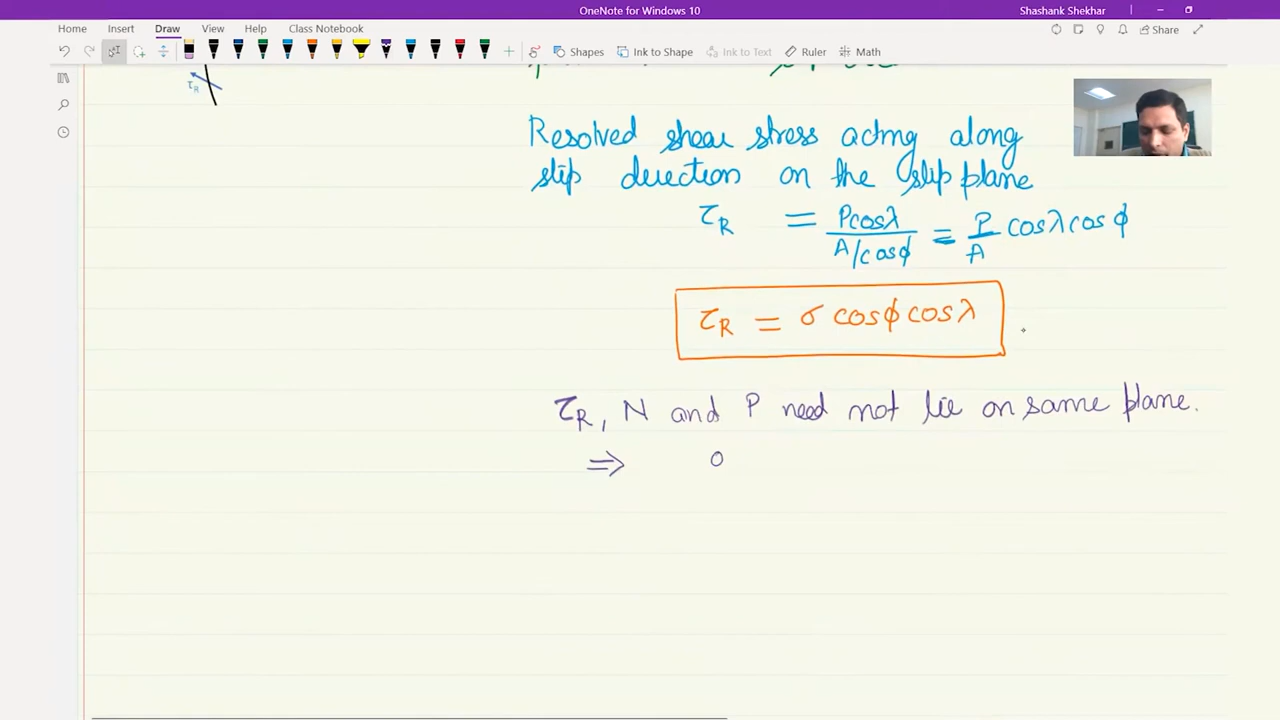 OneNote for Windows 10
Shashank Shekhar
Home Insert Draw View Help Class Notebook
Share
Shapes Ink to Shape Ink to Text Ruler Math
τR
Resolved shear stress acting along
slip direction on the slip plane
τR = Pcosλ / A/cosϕ = P/A cosλ cosϕ
τR = σ cosϕ cosλ
τR, N and P need not lie on same plane.
⇒ 0